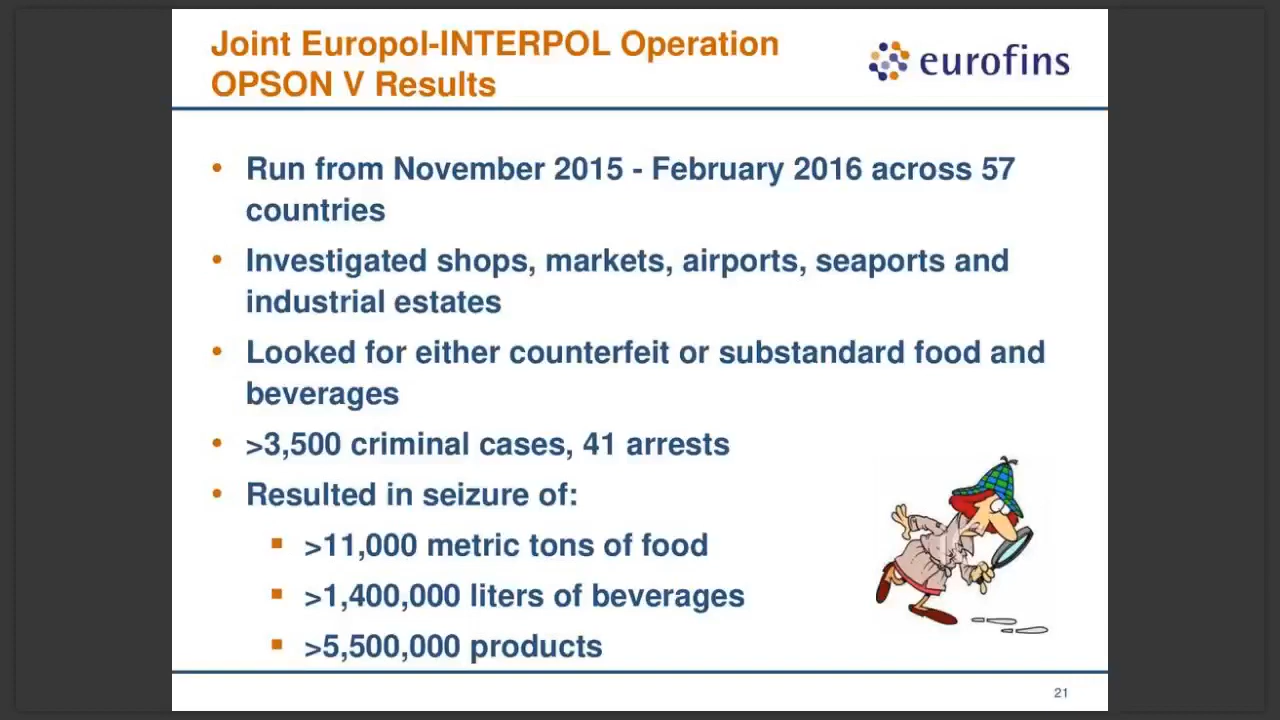 Joint Europol-INTERPOL Operation
OPSON V Results
eurofins
• Run from November 2015 - February 2016 across 57
countries
• Investigated shops, markets, airports, seaports and
industrial estates
• Looked for either counterfeit or substandard food and
beverages
• >3,500 criminal cases, 41 arrests
• Resulted in seizure of:
▪ >11,000 metric tons of food
▪ >1,400,000 liters of beverages
▪ >5,500,000 products
21